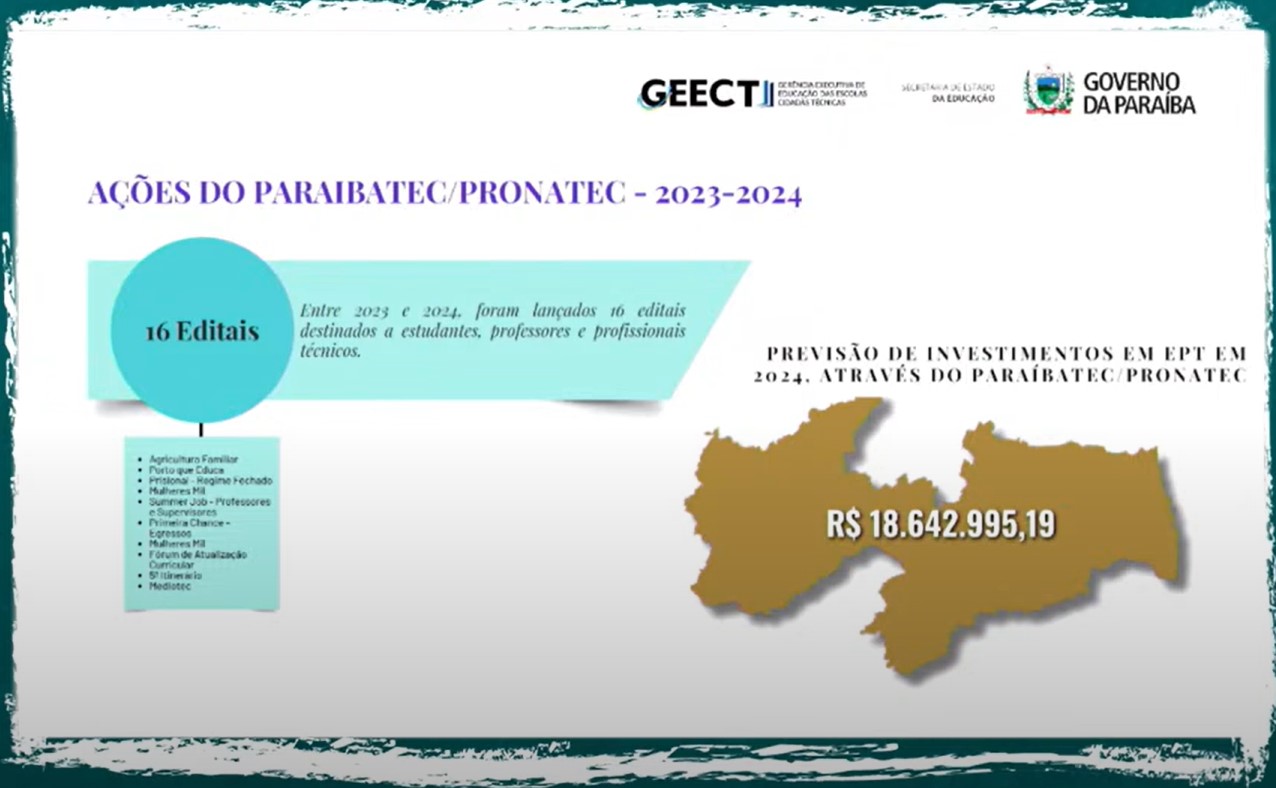 GEECT
GERÊNCIA EXECUTIVA DE
EDUCAÇÃO DAS ESCOLAS
CIDADÃS TÉCNICAS
SECRETARIA DE ESTADO
DA EDUCAÇÃO
GOVERNO
DA PARAÍBA
AÇÕES DO PARAIBATEC/PRONATEC - 2023-2024
16 Editais
Entre 2023 e 2024, foram lançados 16 editais
destinados a estudantes, professores e profissionais
técnicos.
PREVISÃO DE INVESTIMENTOS EM EPT EM
2024, ATRAVÉS DO PARAÍBATEC/PRONATEC
R$ 18.642.995,19
• Agricultura Familiar
• Porto que Educa
• Prisional - Regime Fechado
• Mulheres Mil
• Summer Job - Professores
e Supervisores
• Primeira Chance -
Egressos
• Mulheres Mil
• Fórum de Atualização
Curricular
• 5º Itinerário
• Mediotec